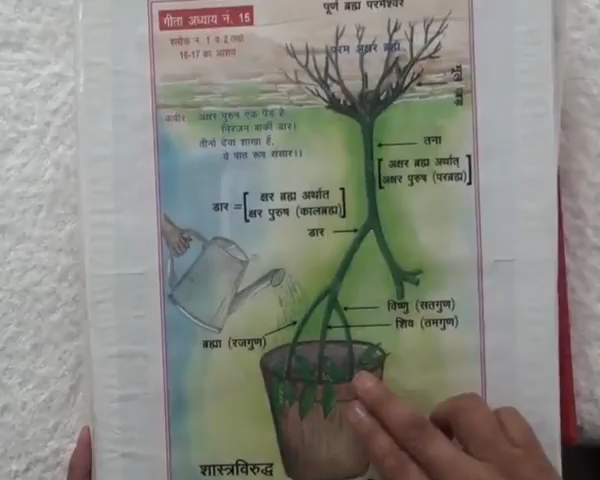 पूर्ण ब्रह्म परमेश्वर
गीता अध्याय नं. 15
श्लोक नं. 1 व 2 तथा
16-17 का आशय
परम अक्षर ब्रह्म
मूल जड़
कबीर अक्षर पुरूष एक पेड़ है
निरंजन वाकी डार।
तीनों देवा शाखा हैं,
ये पात रूप संसार।।
तना
अक्षर ब्रह्म अर्थात्
अक्षर पुरुष (परब्रह्म)
डार = क्षर ब्रह्म अर्थात
क्षर पुरुष (कालब्रह्म)
डार
विष्णु (सतगुण)
शिव (तमगुण)
ब्रह्मा (रजगुण)
शास्त्रविरुद्ध